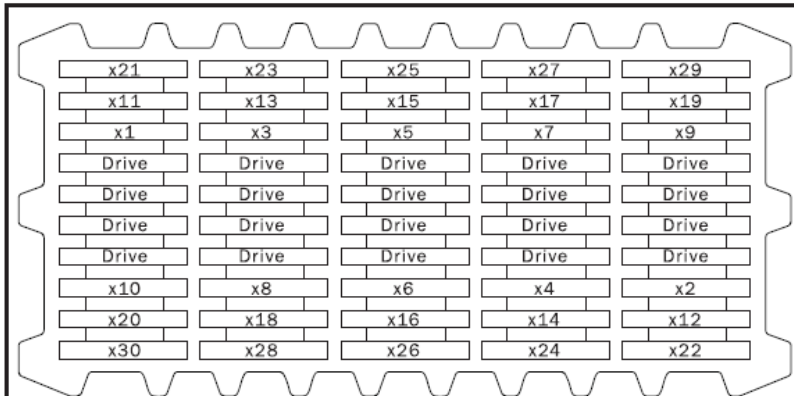 x21 x23 x25 x27 x29
x11 x13 x15 x17 x19
x1 x3 x5 x7 x9
Drive Drive Drive Drive Drive
Drive Drive Drive Drive Drive
Drive Drive Drive Drive Drive
Drive Drive Drive Drive Drive
x10 x8 x6 x4 x2
x20 x18 x16 x14 x12
x30 x28 x26 x24 x22